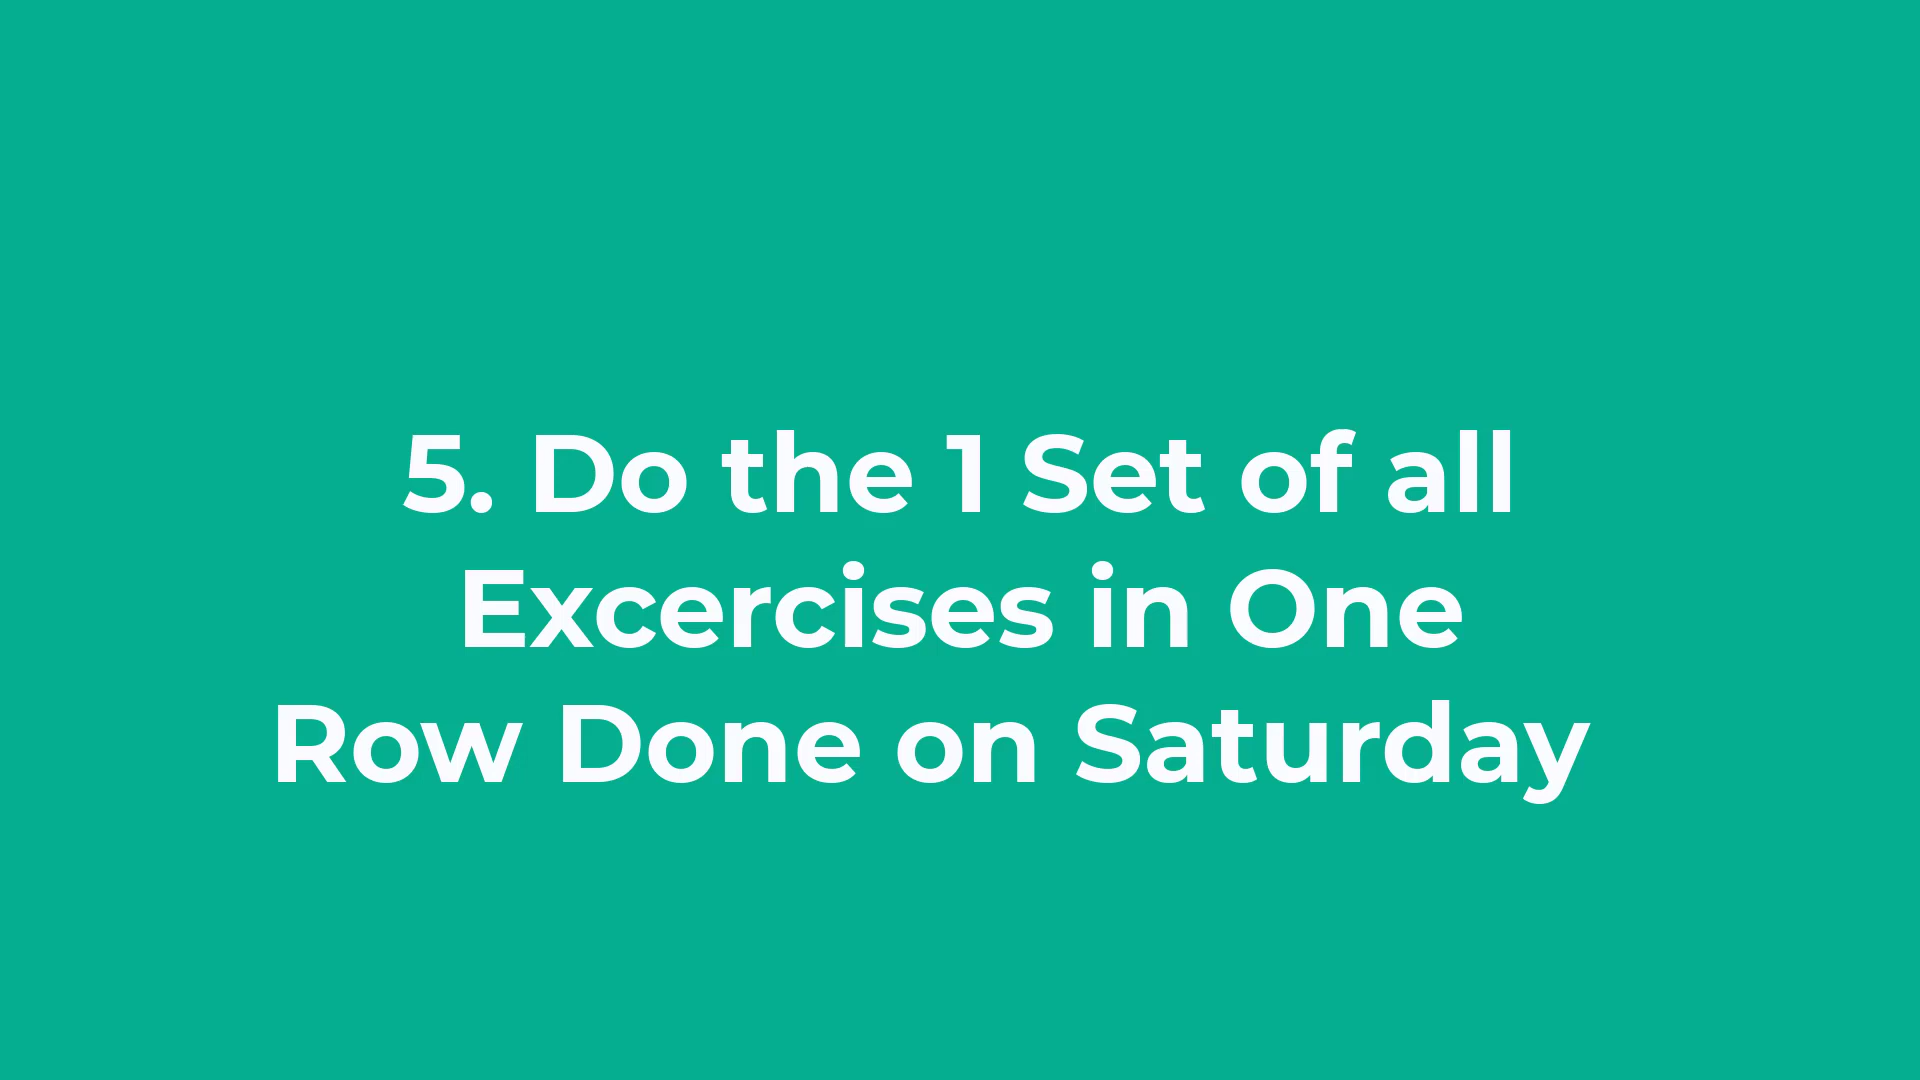 5. Do the 1 Set of all
Excercises in One
Row Done on Saturday